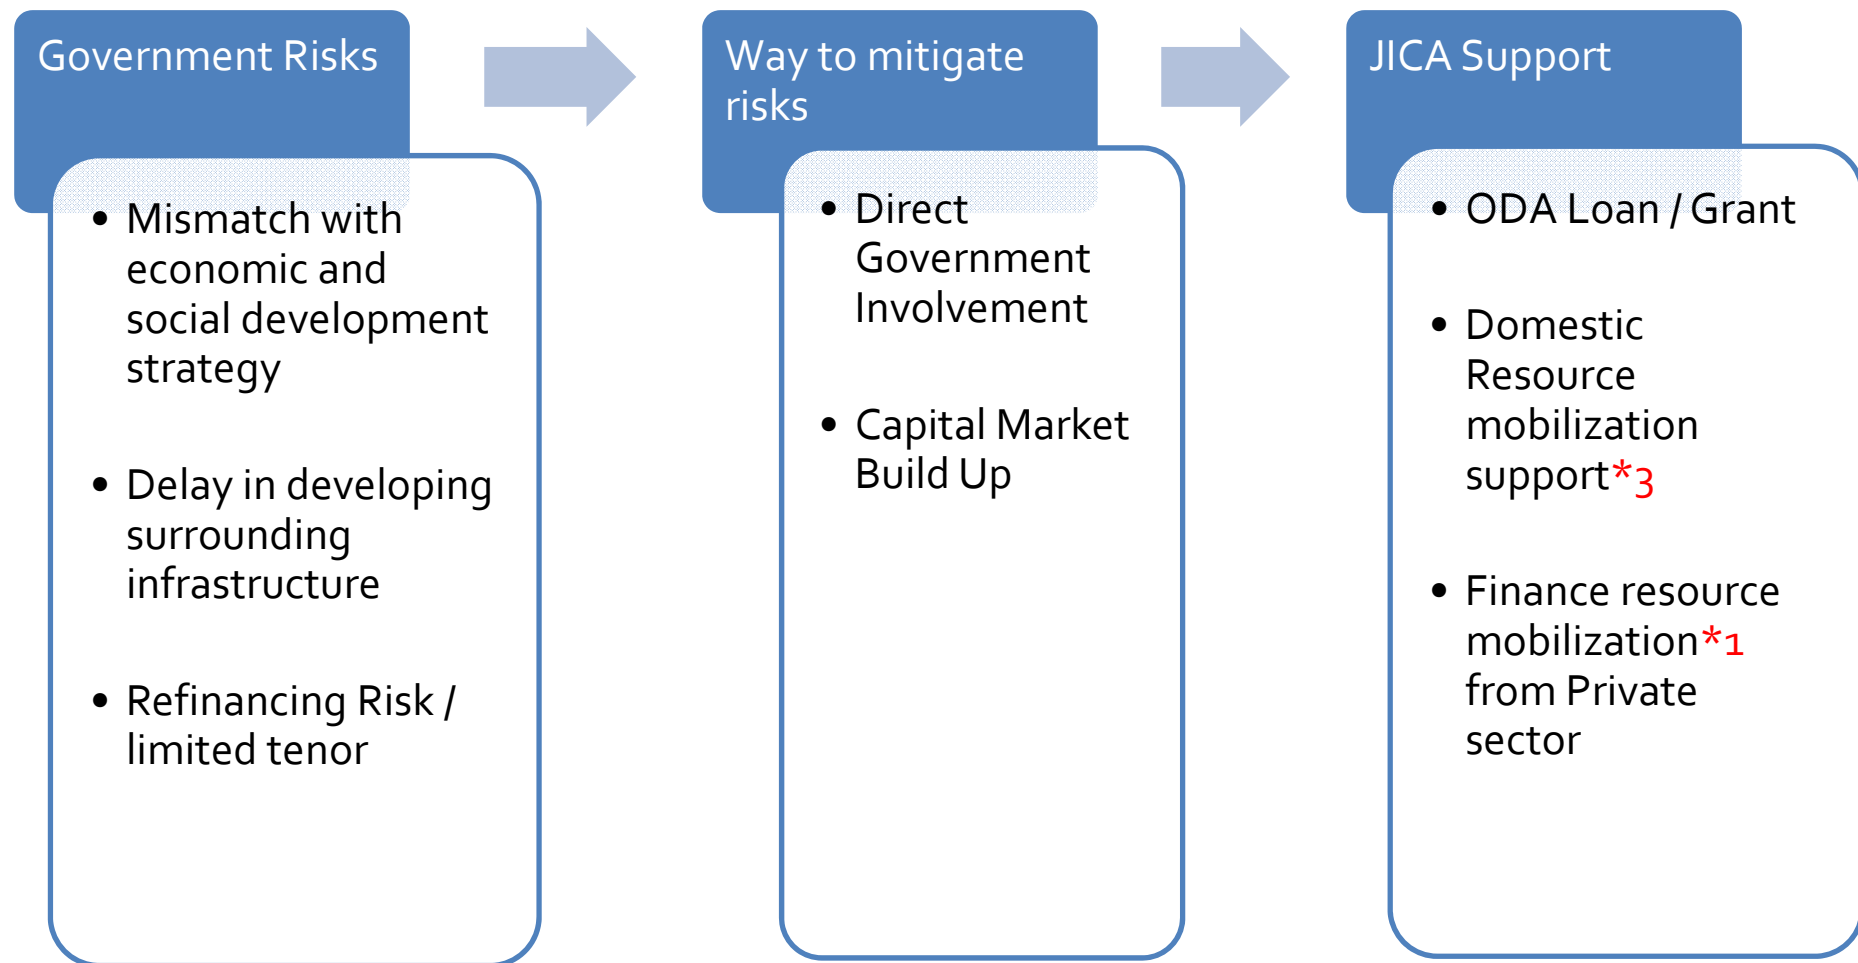 Government Risks
• Mismatch with
economic and
social development
strategy
• Delay in developing
surrounding
infrastructure
• Refinancing Risk /
limited tenor
Way to mitigate
risks
• Direct
Government
Involvement
• Capital Market
Build Up
JICA Support
• ODA Loan / Grant
• Domestic
Resource
mobilization
support*3
• Finance resource
mobilization*1
from Private
sector